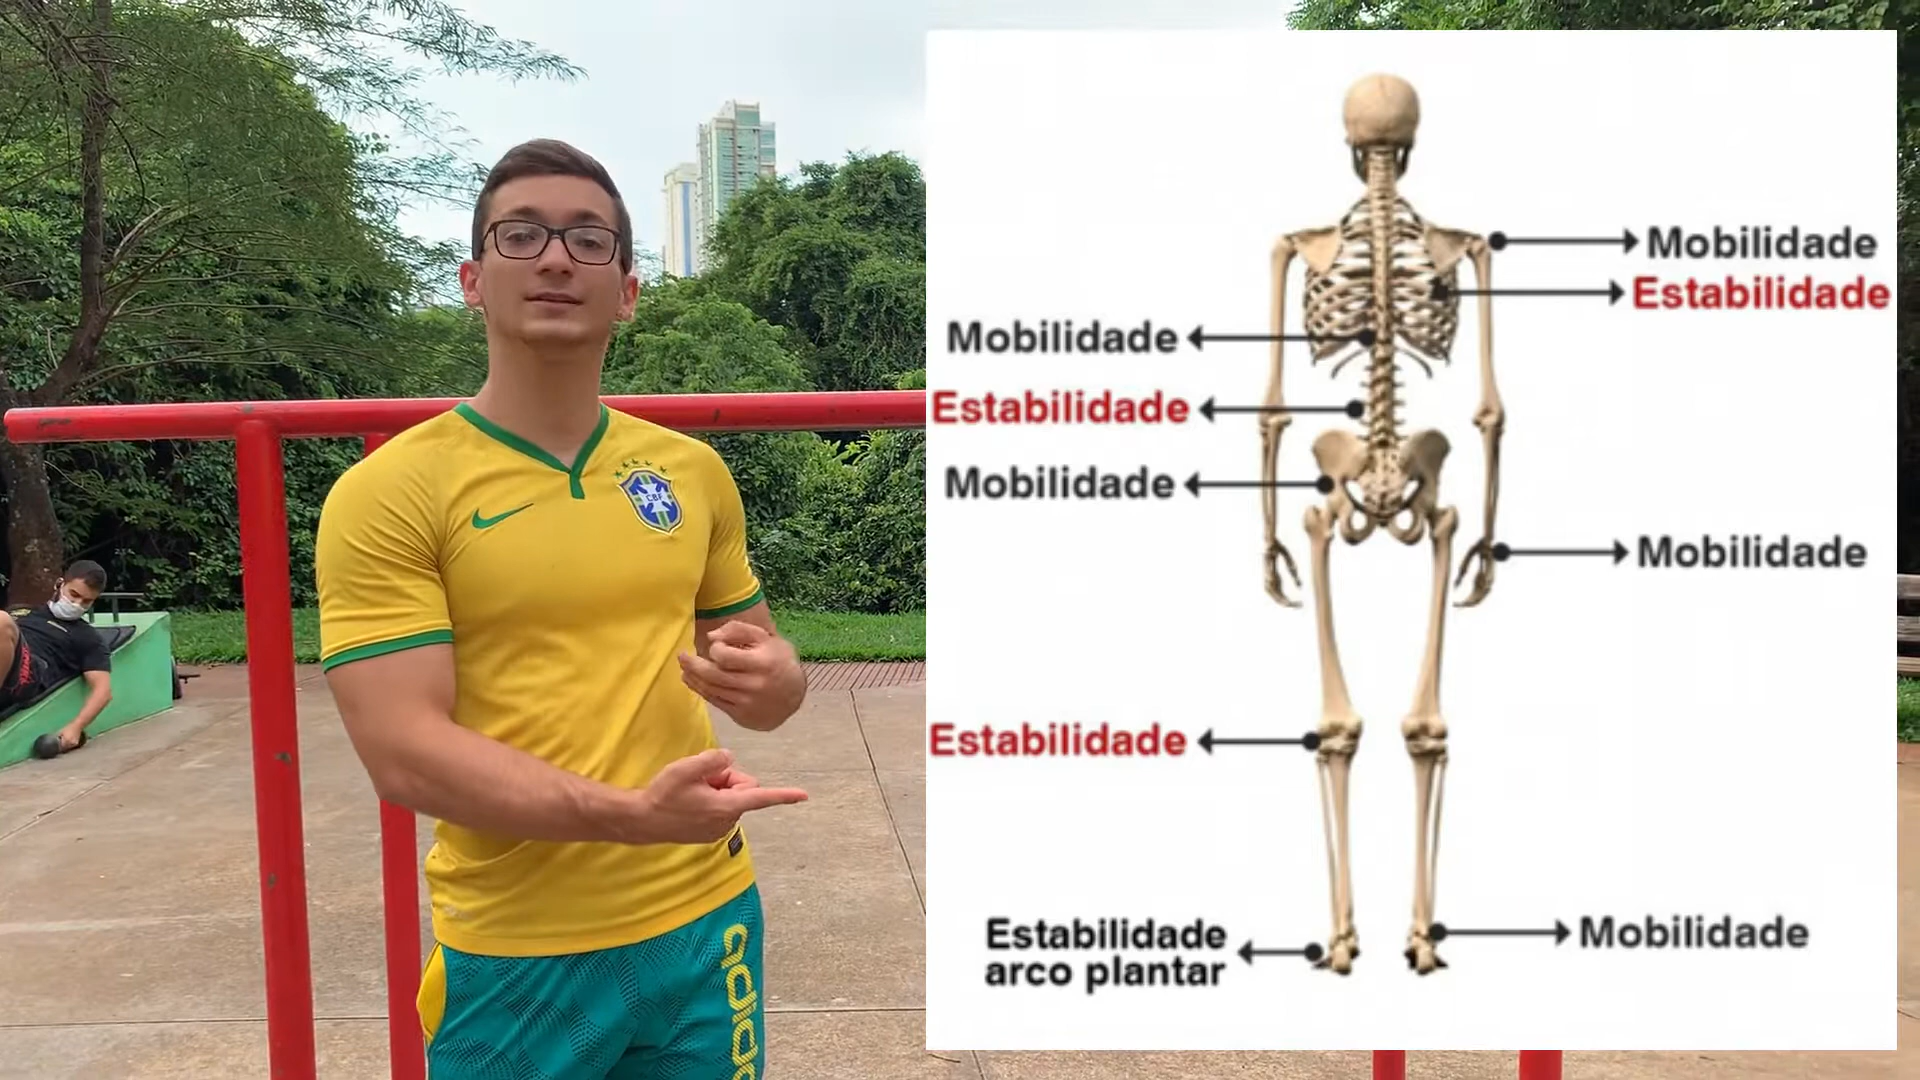 Mobilidade
Estabilidade
Mobilidade
Estabilidade
Mobilidade
Mobilidade
Estabilidade
Estabilidade
arco plantar
Mobilidade
CBF
adidas